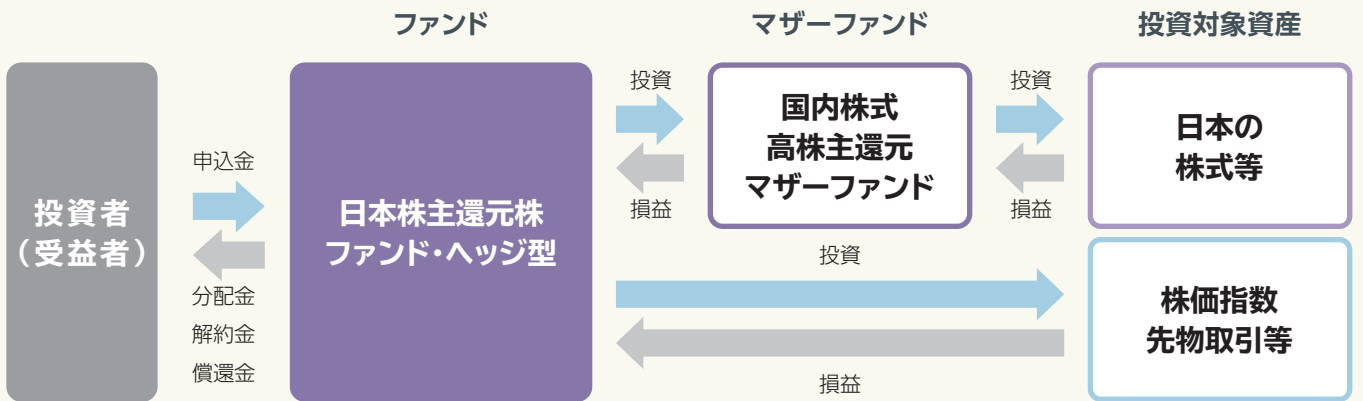 ファンド
マザーファンド
投資対象資産
投資者
（受益者）
申込金
分配金
解約金
償還金
日本株主還元株
ファンド・ヘッジ型
投資
損益
国内株式
高株主還元
マザーファンド
投資
損益
日本の
株式等
投資
損益
株価指数
先物取引等